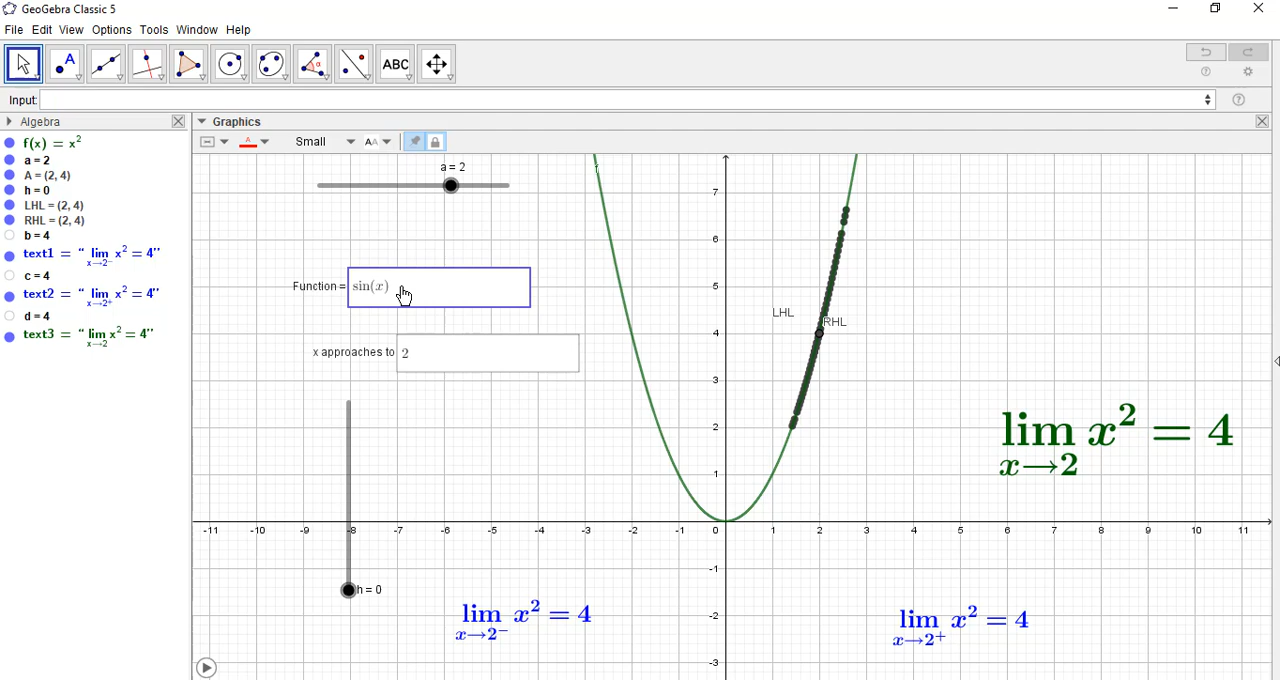 GeoGebra Classic 5
File Edit View Options Tools Window Help
A ABC
Input:
Algebra
Graphics
A Small AA
f(x) = x²
a = 2
A = (2, 4)
h = 0
LHL = (2, 4)
RHL = (2, 4)
b = 4
text1 = “ lim x² = 4”
x→2⁻
c = 4
text2 = “ lim x² = 4”
x→2⁺
d = 4
text3 = “ lim x² = 4”
x→2
a = 2
Function = sin(x)
x approaches to 2
h = 0
LHL
RHL
7
6
5
4
3
2
1
-11 -10 -9 -8 -7 -6 -5 -4 -3 -2 -1 0 1 2 3 4 5 6 7 8 9 10 11
-1
-2
-3
lim x² = 4
x→2
lim x² = 4
x→2⁻
lim x² = 4
x→2⁺